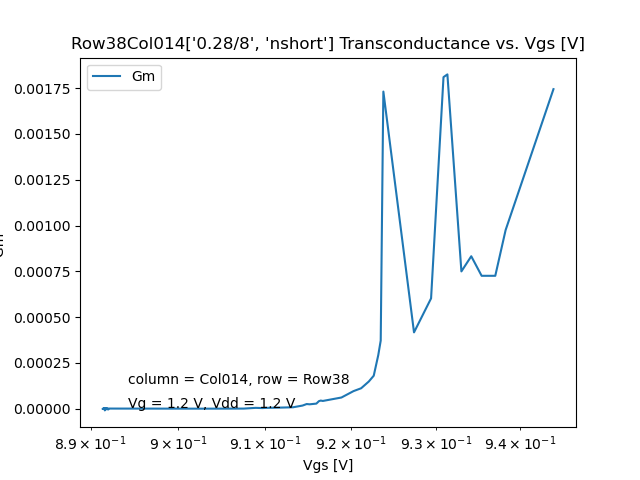 Row38Col014['0.28/8', 'nshort'] Transconductance vs. Vgs [V]
Gm
0.00175
0.00150
0.00125
0.00100
0.00075
0.00050
0.00025
0.00000
Gm
column = Col014, row = Row38
Vg = 1.2 V, Vdd = 1.2 V
8.9 × 10⁻¹ 9 × 10⁻¹ 9.1 × 10⁻¹ 9.2 × 10⁻¹ 9.3 × 10⁻¹ 9.4 × 10⁻¹
Vgs [V]